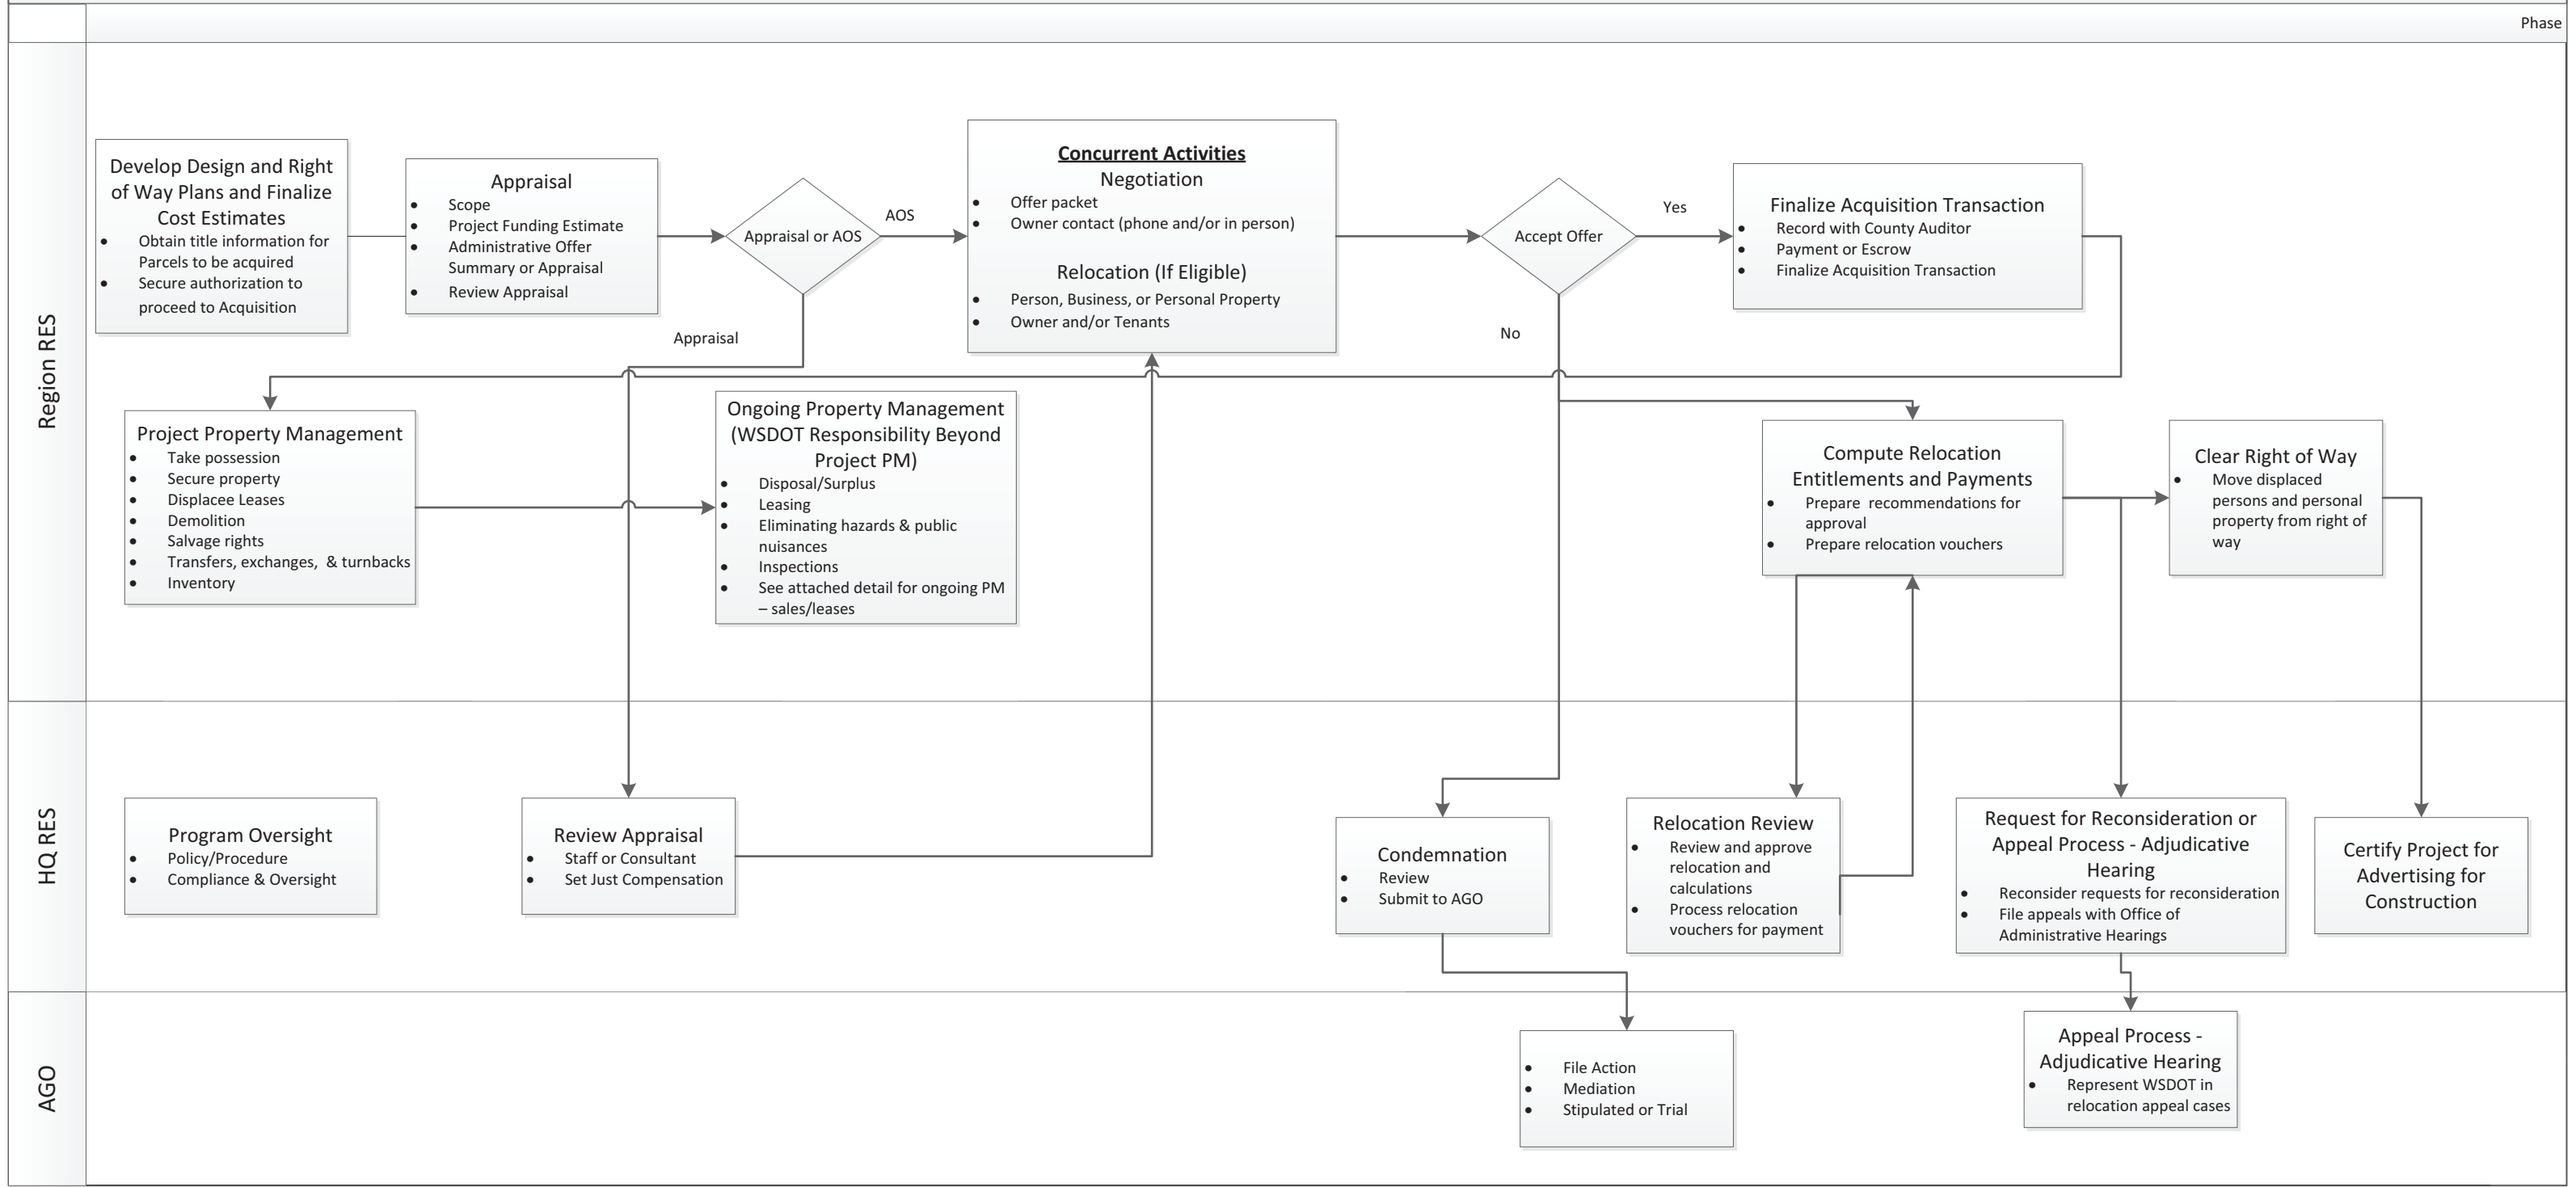 Phase
Region RES
Develop Design and Right
of Way Plans and Finalize
Cost Estimates
• Obtain title information for
Parcels to be acquired
• Secure authorization to
proceed to Acquisition
Appraisal
• Scope
• Project Funding Estimate
• Administrative Offer
Summary or Appraisal
• Review Appraisal
Appraisal or AOS
AOS
Appraisal
Concurrent Activities
Negotiation
• Offer packet
• Owner contact (phone and/or in person)
Relocation (If Eligible)
• Person, Business, or Personal Property
• Owner and/or Tenants
Accept Offer
Yes
No
Finalize Acquisition Transaction
• Record with County Auditor
• Payment or Escrow
• Finalize Acquisition Transaction
Project Property Management
• Take possession
• Secure property
• Displacee Leases
• Demolition
• Salvage rights
• Transfers, exchanges, & turnbacks
• Inventory
Ongoing Property Management
(WSDOT Responsibility Beyond
Project PM)
• Disposal/Surplus
• Leasing
• Eliminating hazards & public
nuisances
• Inspections
• See attached detail for ongoing PM
– sales/leases
Compute Relocation
Entitlements and Payments
• Prepare recommendations for
approval
• Prepare relocation vouchers
Clear Right of Way
• Move displaced
persons and personal
property from right of
way
HQ RES
Program Oversight
• Policy/Procedure
• Compliance & Oversight
Review Appraisal
• Staff or Consultant
• Set Just Compensation
Condemnation
• Review
• Submit to AGO
Relocation Review
• Review and approve
relocation and
calculations
• Process relocation
vouchers for payment
Request for Reconsideration or
Appeal Process - Adjudicative
Hearing
• Reconsider requests for reconsideration
• File appeals with Office of
Administrative Hearings
Certify Project for
Advertising for
Construction
AGO
• File Action
• Mediation
• Stipulated or Trial
Appeal Process -
Adjudicative Hearing
• Represent WSDOT in
relocation appeal cases